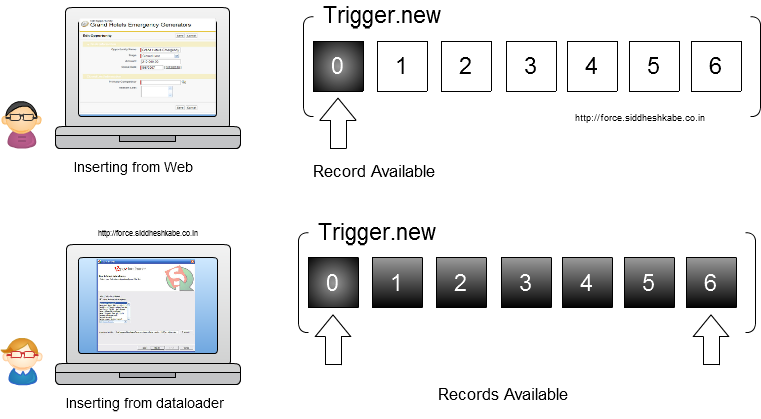 Grand Hotels Emergency Generators
Edit Opportunity
Trigger.new
0 1 2 3 4 5 6
http://force.siddheshkabe.co.in
Inserting from Web
Record Available
http://force.siddheshkabe.co.in
Trigger.new
0 1 2 3 4 5 6
Inserting from dataloader
Records Available